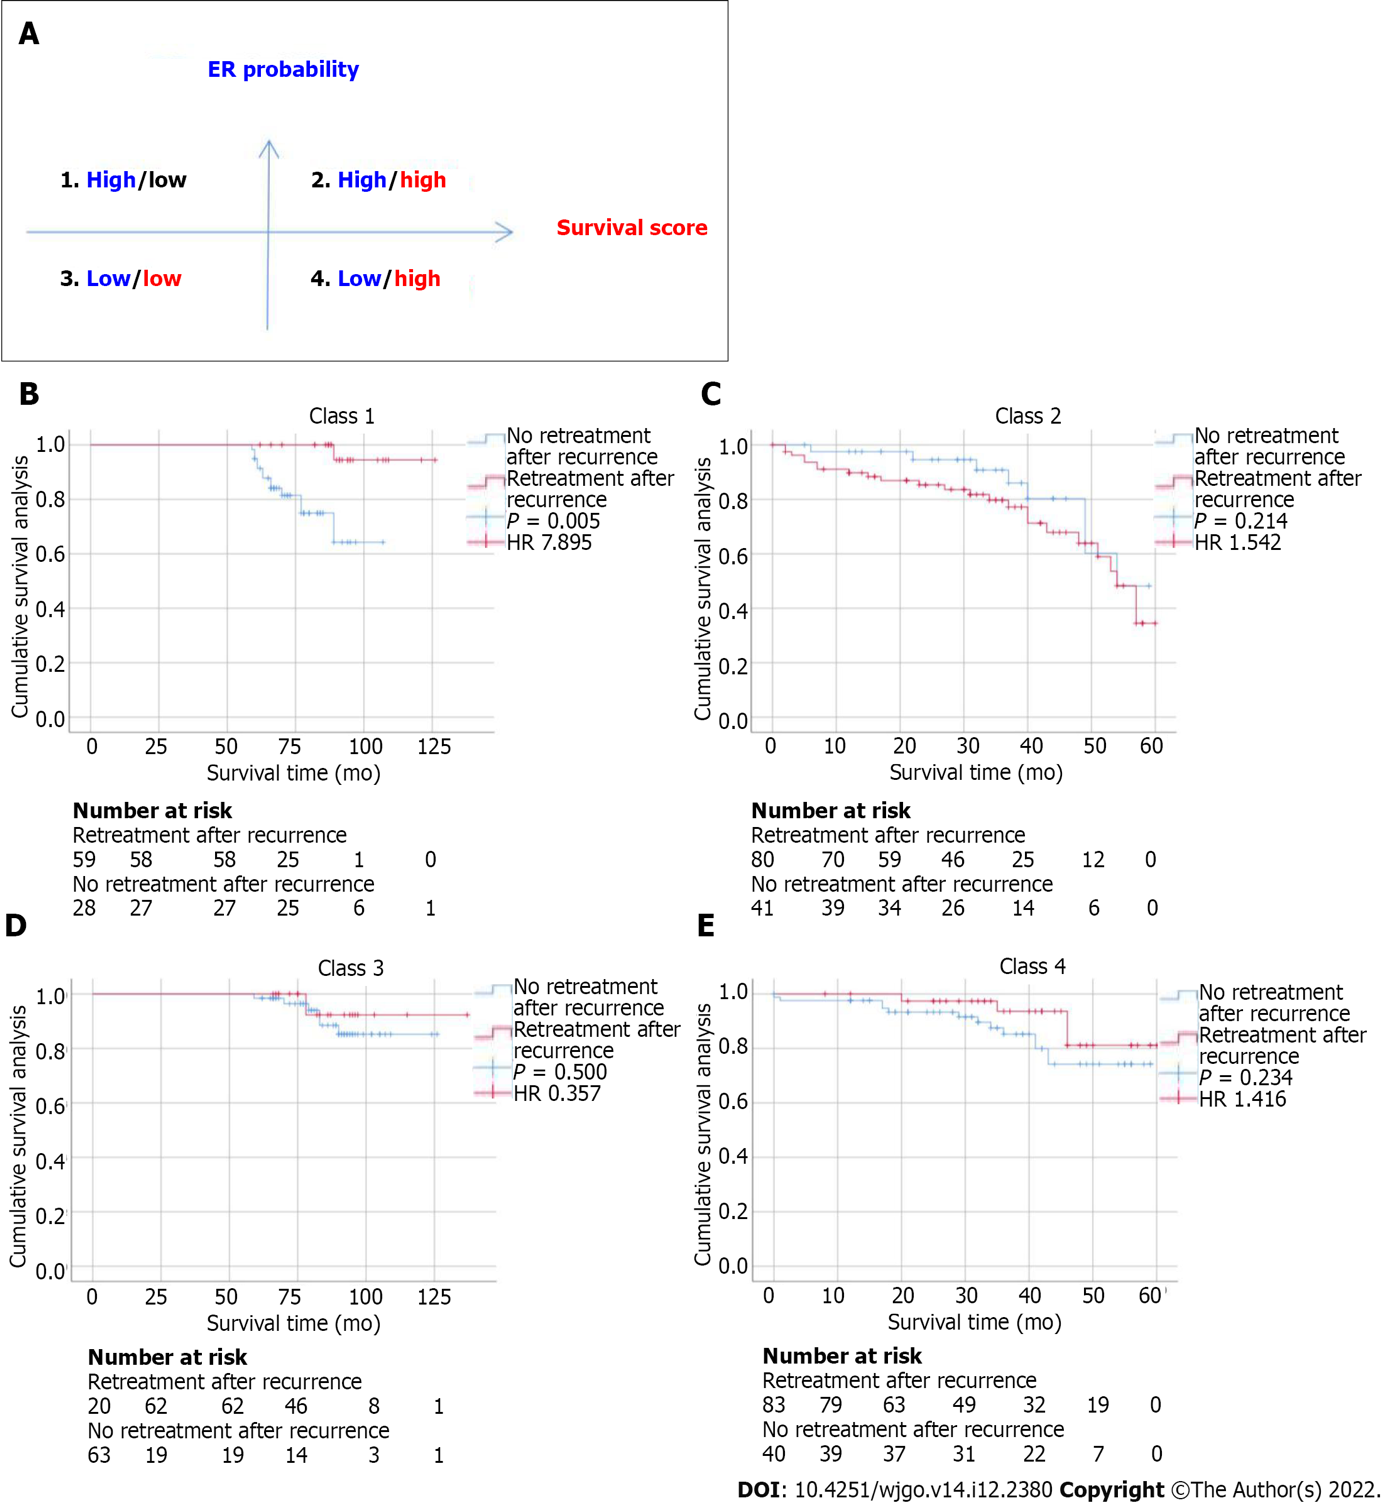 A
ER probability
1. High/low
2. High/high
Survival score
3. Low/low
4. Low/high
B
Class 1
Cumulative survival analysis
1.0
0.8
0.6
0.4
0.2
0.0
0 25 50 75 100 125
Survival time (mo)
No retreatment
after recurrence
Retreatment after
recurrence
P = 0.005
HR 7.895
Number at risk
Retreatment after recurrence
59 58 58 25 1 0
No retreatment after recurrence
28 27 27 25 6 1
C
Class 2
Cumulative survival analysis
1.0
0.8
0.6
0.4
0.2
0.0
0 10 20 30 40 50 60
Survival time (mo)
No retreatment
after recurrence
Retreatment after
recurrence
P = 0.214
HR 1.542
Number at risk
Retreatment after recurrence
80 70 59 46 25 12 0
No retreatment after recurrence
41 39 34 26 14 6 0
D
Class 3
Cumulative survival analysis
1.0
0.8
0.6
0.4
0.2
0.0
0 25 50 75 100 125
Survival time (mo)
No retreatment
after recurrence
Retreatment after
recurrence
P = 0.500
HR 0.357
Number at risk
Retreatment after recurrence
20 62 62 46 8 1
No retreatment after recurrence
63 19 19 14 3 1
E
Class 4
Cumulative survival analysis
1.0
0.8
0.6
0.4
0.2
0.0
0 10 20 30 40 50 60
Survival time (mo)
No retreatment
after recurrence
Retreatment after
recurrence
P = 0.234
HR 1.416
Number at risk
Retreatment after recurrence
83 79 63 49 32 19 0
No retreatment after recurrence
40 39 37 31 22 7 0
DOI: 10.4251/wjgo.v14.i12.2380 Copyright ©The Author(s) 2022.